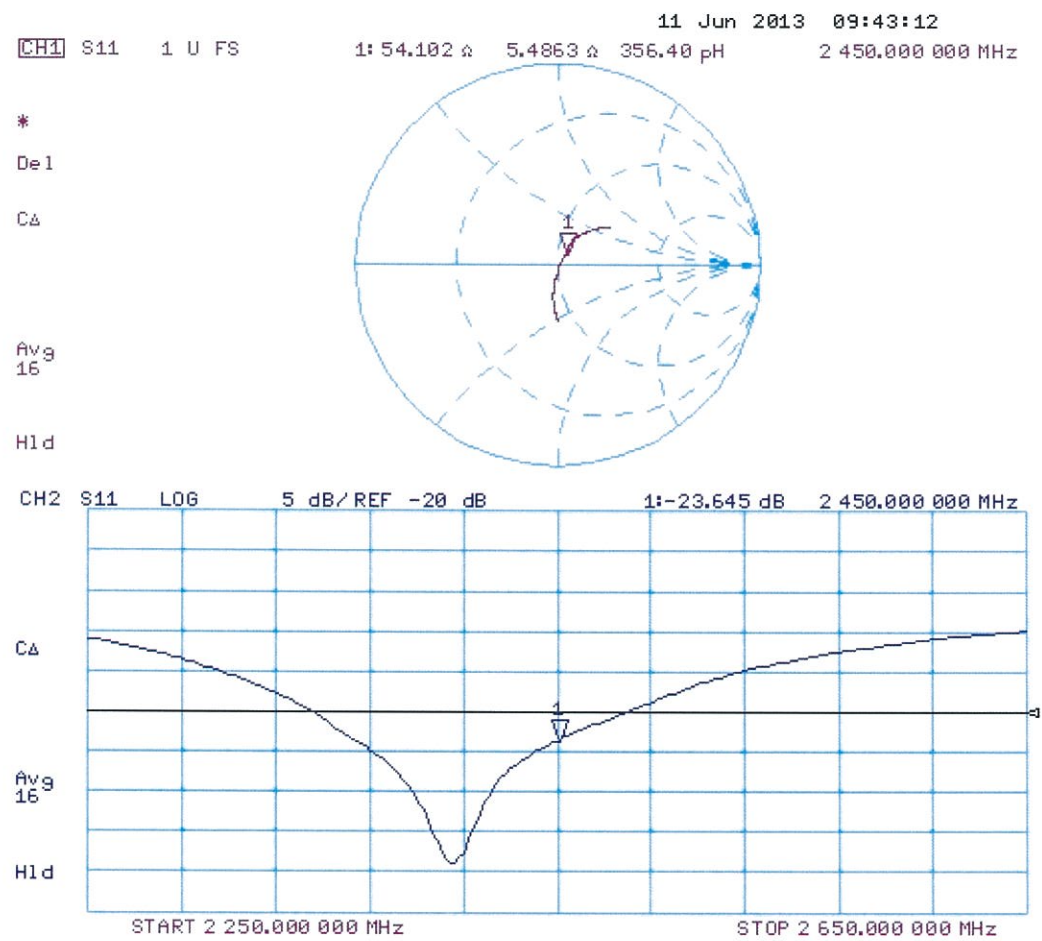 11 Jun 2013 09:43:12
CH1 S11 1 U FS 1: 54.102 Ω 5.4863 Ω 356.40 pH 2 450.000 000 MHz
*
Del
CΔ
1
Avg
16
Hld
CH2 S11 LOG 5 dB/REF -20 dB 1:-23.645 dB 2 450.000 000 MHz
CΔ
1
Avg
16
Hld
START 2 250.000 000 MHz STOP 2 650.000 000 MHz